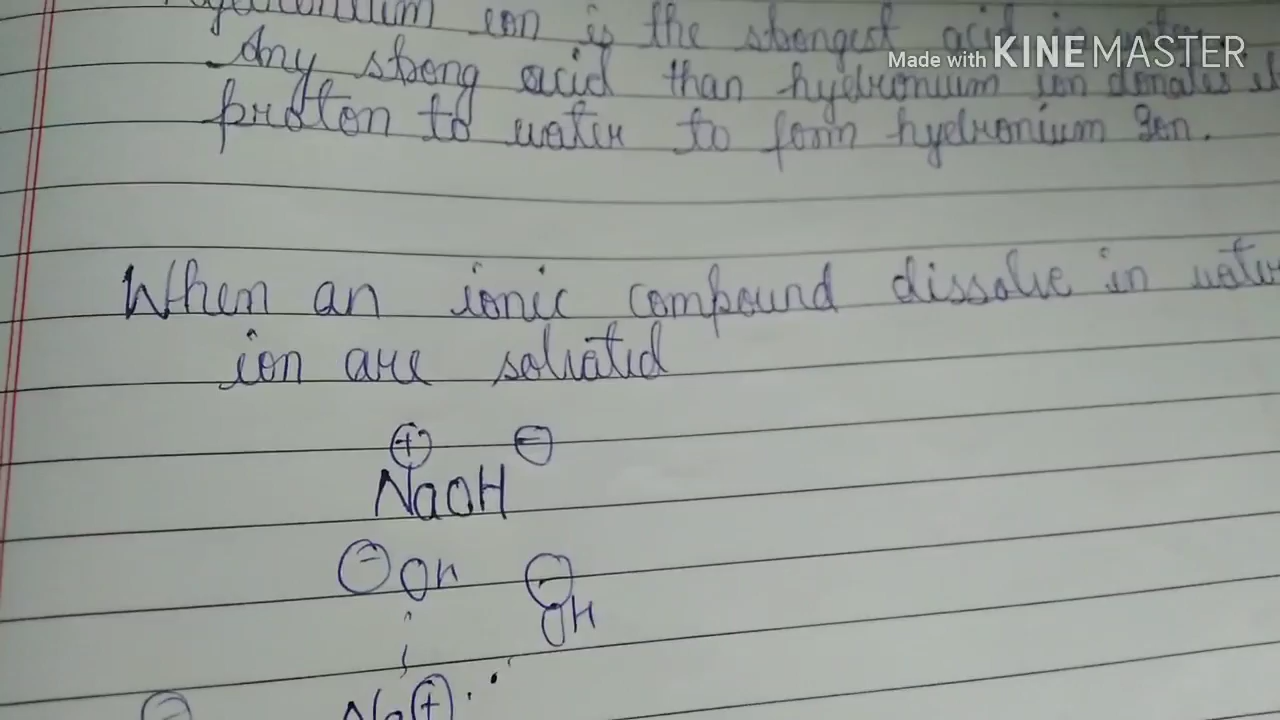 ion is the strongest acid in water
Made with KINEMASTER
Any strong acid than hydronium ion donates it
proton to water to form hydronium Ion.
When an ionic compound dissolve in water
ion are solvated
⊕ ⊖
NaOH
⊖ OH ⊖
OH
⊖ Na⊕